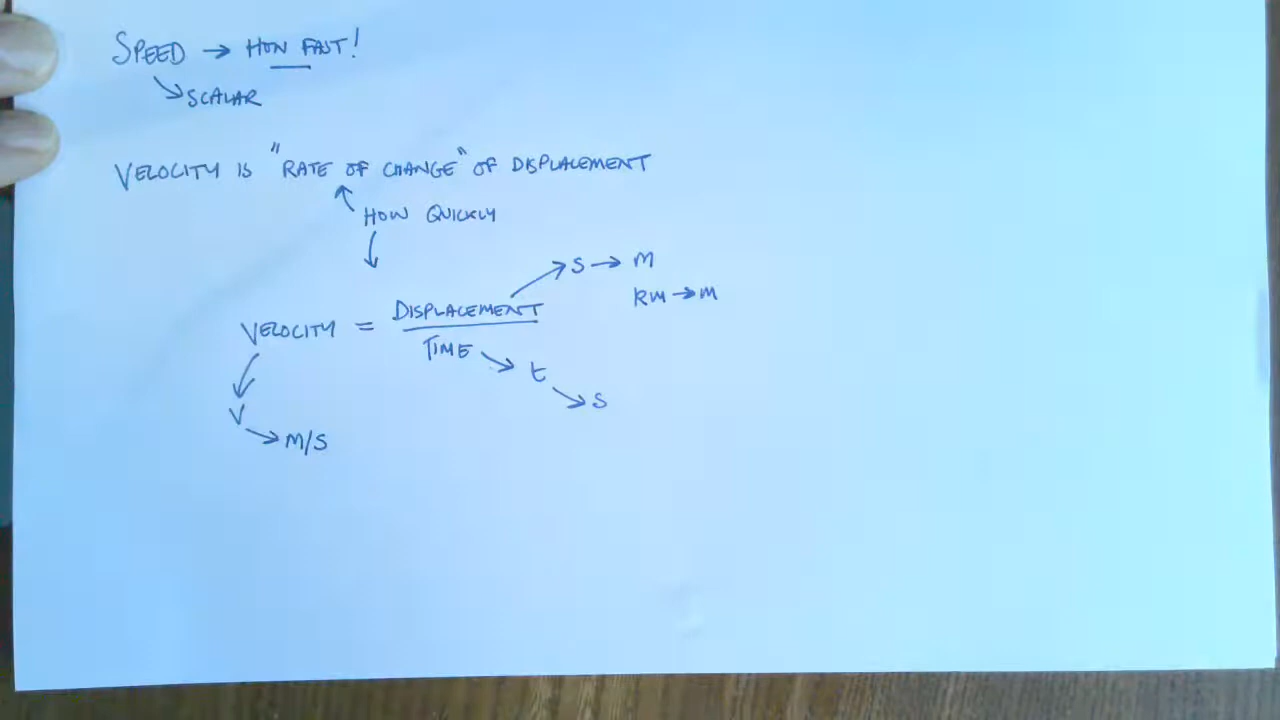 SPEED → HOW FAST!
↘ SCALAR
VELOCITY IS "RATE OF CHANGE" OF DISPLACEMENT
HOW QUICKLY
S → M
KM → M
VELOCITY = DISPLACEMENT
TIME ↘ t
↘ S
V
→ M/S